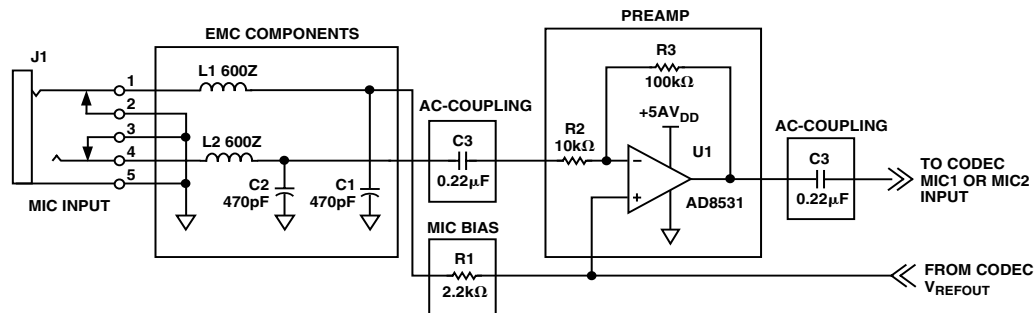 PREAMP
EMC COMPONENTS
J1
R3
100kΩ
L1 600Z
1
AC-COUPLING
+5AVDD
AC-COUPLING
2
C3
0.22μF
R2
10kΩ
U1
C3
0.22μF
3
L2 600Z
4
–
+
AD8531
TO CODEC
MIC1 OR MIC2
INPUT
5
C2
470pF
C1
470pF
MIC INPUT
MIC BIAS
R1
2.2kΩ
FROM CODEC
VREFOUT